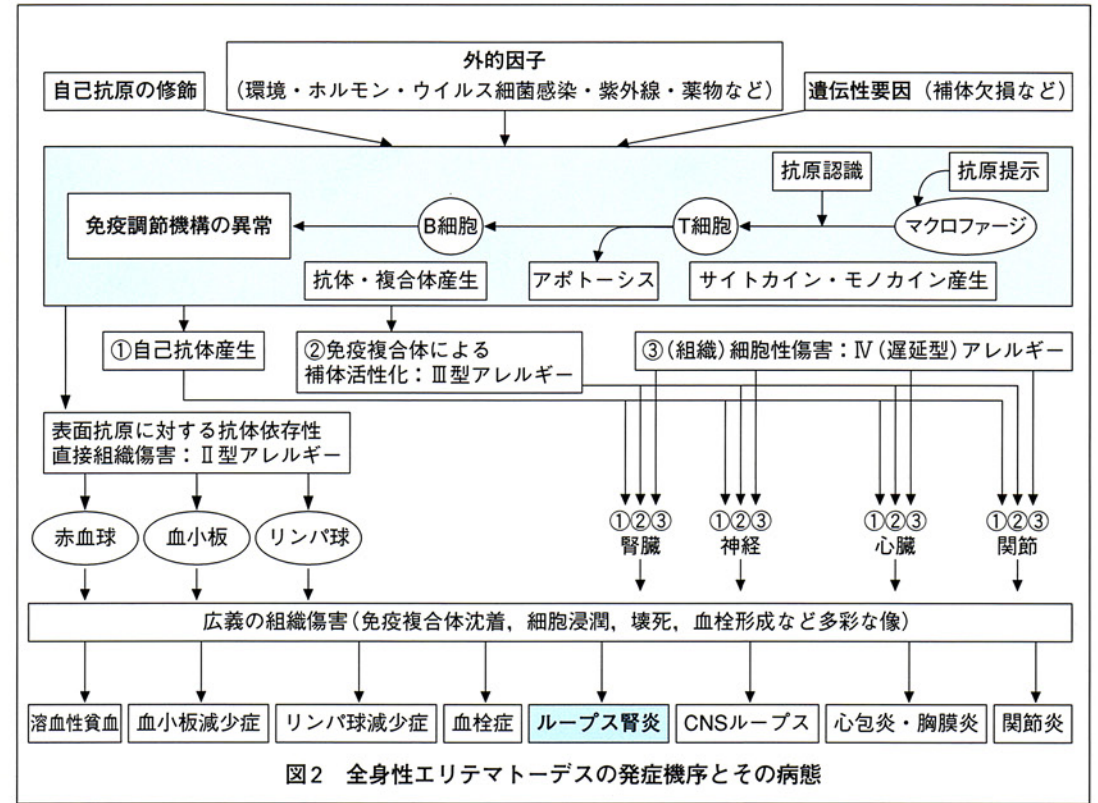 外的因子
(環境・ホルモン・ウイルス細菌感染・紫外線・薬物など)
自己抗原の修飾
遺伝性要因(補体欠損など)
抗原認識
抗原提示
免疫調節機構の異常
B細胞
T細胞
マクロファージ
抗体・複合体産生
アポトーシス
サイトカイン・モノカイン産生
①自己抗体産生
②免疫複合体による
補体活性化:Ⅲ型アレルギー
③(組織)細胞性傷害:Ⅳ(遅延型)アレルギー
表面抗原に対する抗体依存性
直接組織傷害:Ⅱ型アレルギー
赤血球
血小板
リンパ球
①②③
腎臓
①②③
神経
①②③
心臓
①②③
関節
広義の組織傷害(免疫複合体沈着,細胞浸潤,壊死,血栓形成など多彩な像)
溶血性貧血
血小板減少症
リンパ球減少症
血栓症
ループス腎炎
CNSループス
心包炎・胸膜炎
関節炎
図2 全身性エリテマトーデスの発症機序とその病態